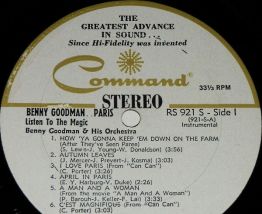 THE
GREATEST ADVANCE
IN SOUND...
Since Hi-Fidelity was invented
Command
33⅓ RPM
STEREO
BENNY GOODMAN PARIS
Listen To The Magic
RS 921 S - Side 1
(921-S-A)
Instrumental
Benny Goodman & His Orchestra
1. HOW 'YA GONNA KEEP 'EM DOWN ON THE FARM
(After They've Seen Paree)
(S. Lewis-J. Young-W. Donaldson) (3:03)
2. AUTUMN LEAVES
(J. Mercer-J. Prevert-J. Kosma) (3:03)
3. I LOVE PARIS (From "Can Can")
(C. Porter) (3:26)
4. APRIL IN PARIS
(E. Y. Harburg-V. Duke) (2:36)
5. A MAN AND A WOMAN
(From the movie "A Man And A Woman")
(P. Barouh-J. Keller-F. Lai) (3:33)
6. C'EST MAGNIFIQUE (From "Can Can")
(C. Porter)